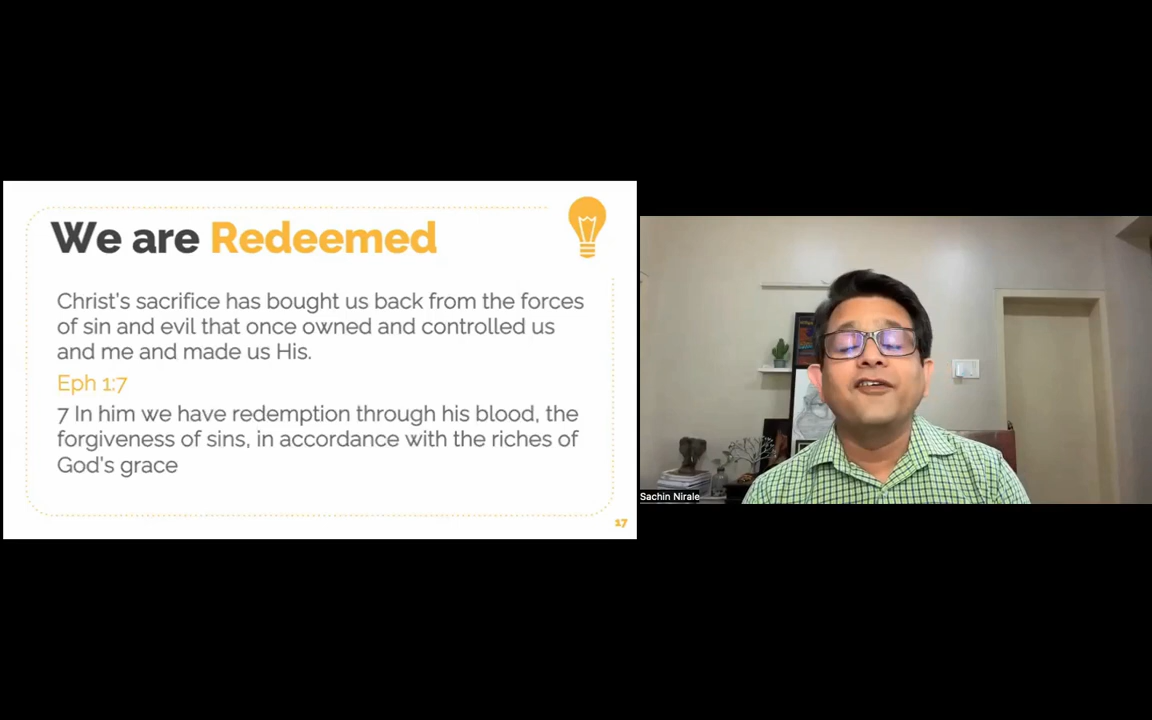 We are Redeemed
Christ's sacrifice has bought us back from the forces
of sin and evil that once owned and controlled us
and me and made us His.
Eph 1:7
7 In him we have redemption through his blood, the
forgiveness of sins, in accordance with the riches of
God's grace
17
Sachin Nirale